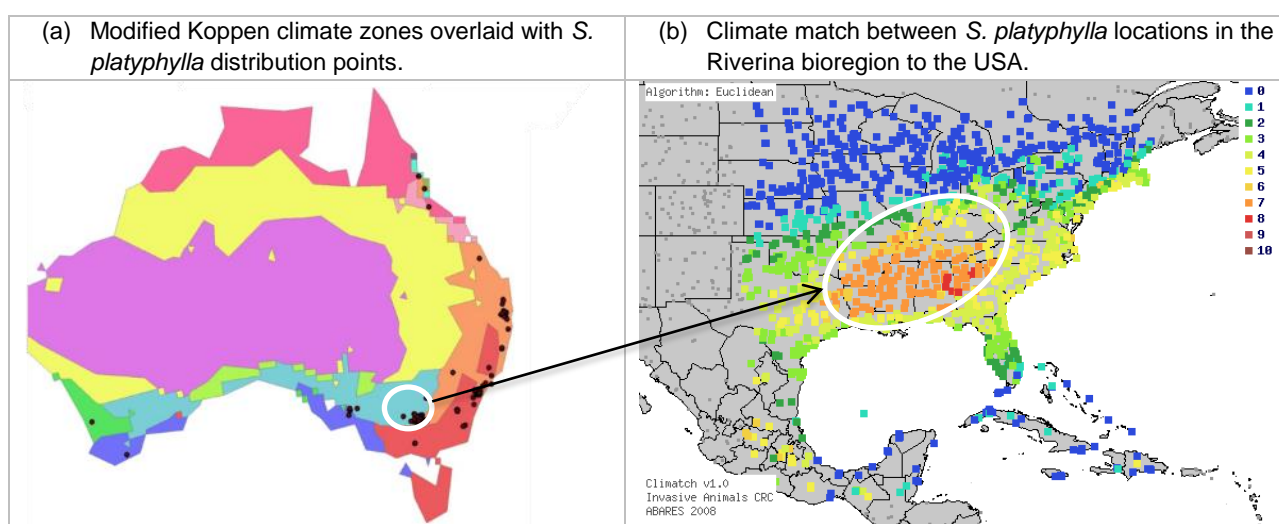 (a) Modified Koppen climate zones overlaid with S.
platyphylla distribution points.
(b) Climate match between S. platyphylla locations in the
Riverina bioregion to the USA.
Algorithm: Euclidean
0
1
2
3
4
5
6
7
8
9
10
Climatch v1.0
Invasive Animals CRC
ABARES 2008